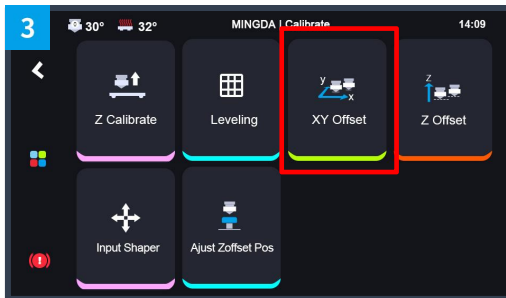 3
30° 32° MINGDA | Calibrate 14:09
Z Calibrate
Leveling
y
x
XY Offset
Z
Z Offset
Input Shaper
Ajust Zoffset Pos